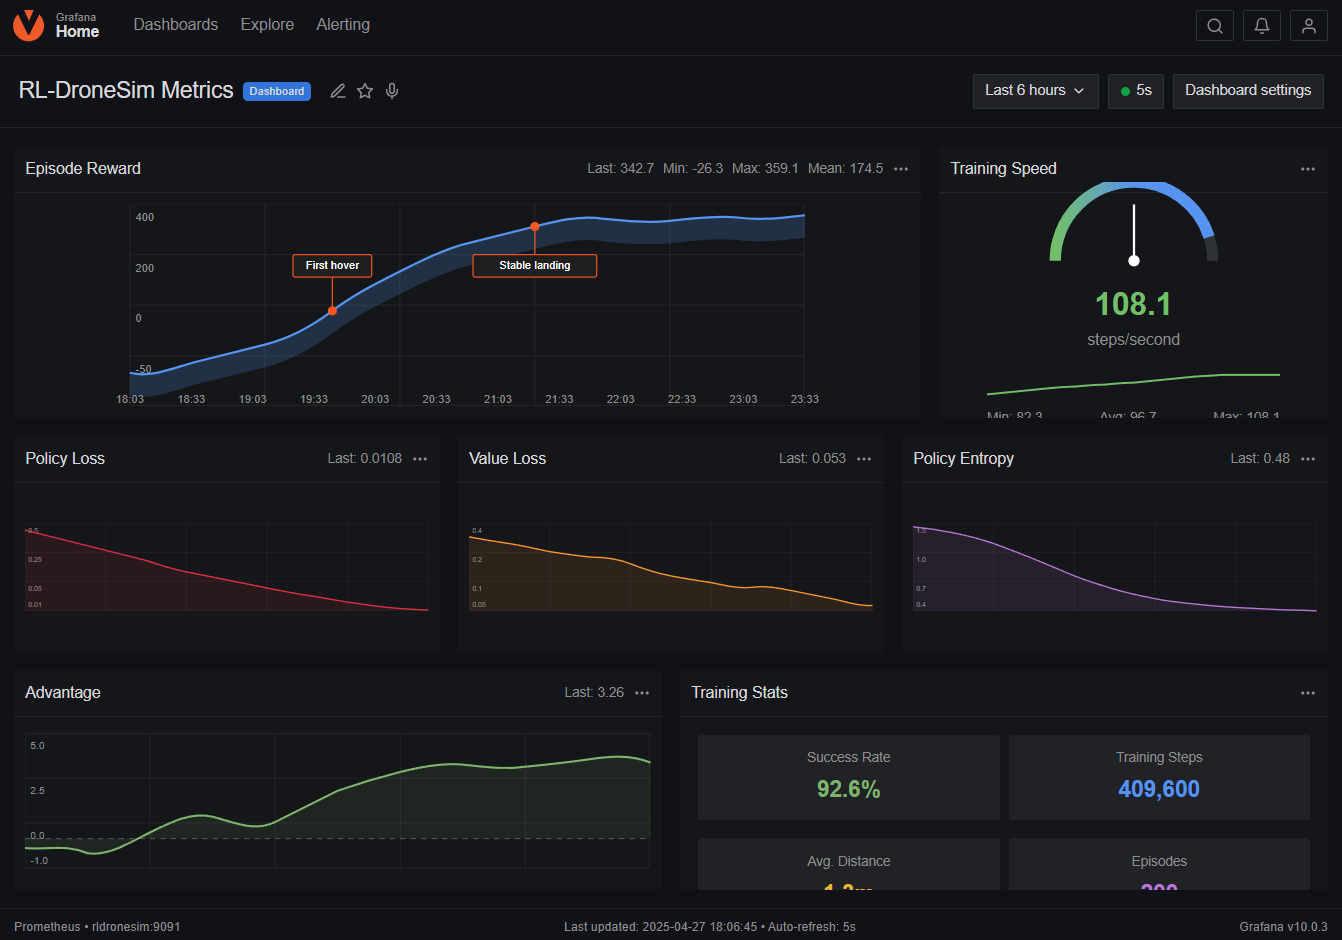 Grafana
Home
Dashboards Explore Alerting
RL-DroneSim Metrics Dashboard
Last 6 hours 5s Dashboard settings
Episode Reward Last: 342.7 Min: -26.3 Max: 359.1 Mean: 174.5
400
200
0
-50
First hover
Stable landing
18:03 18:33 19:03 19:33 20:03 20:33 21:03 21:33 22:03 22:33 23:03 23:33
Training Speed
108.1
steps/second
Min: 82.3 Avg: 96.7 Max: 108.1
Policy Loss Last: 0.0108
0.5
0.25
0.05
0.01
Value Loss Last: 0.053
0.4
0.2
0.1
0.05
Policy Entropy Last: 0.48
1.5
1.0
0.7
0.4
Advantage Last: 3.26
5.0
2.5
0.0
-1.0
Training Stats
Success Rate
92.6%
Training Steps
409,600
Avg. Distance
Episodes
Prometheus • rldronesim:9091
Last updated: 2025-04-27 18:06:45 • Auto-refresh: 5s
Grafana v10.0.3